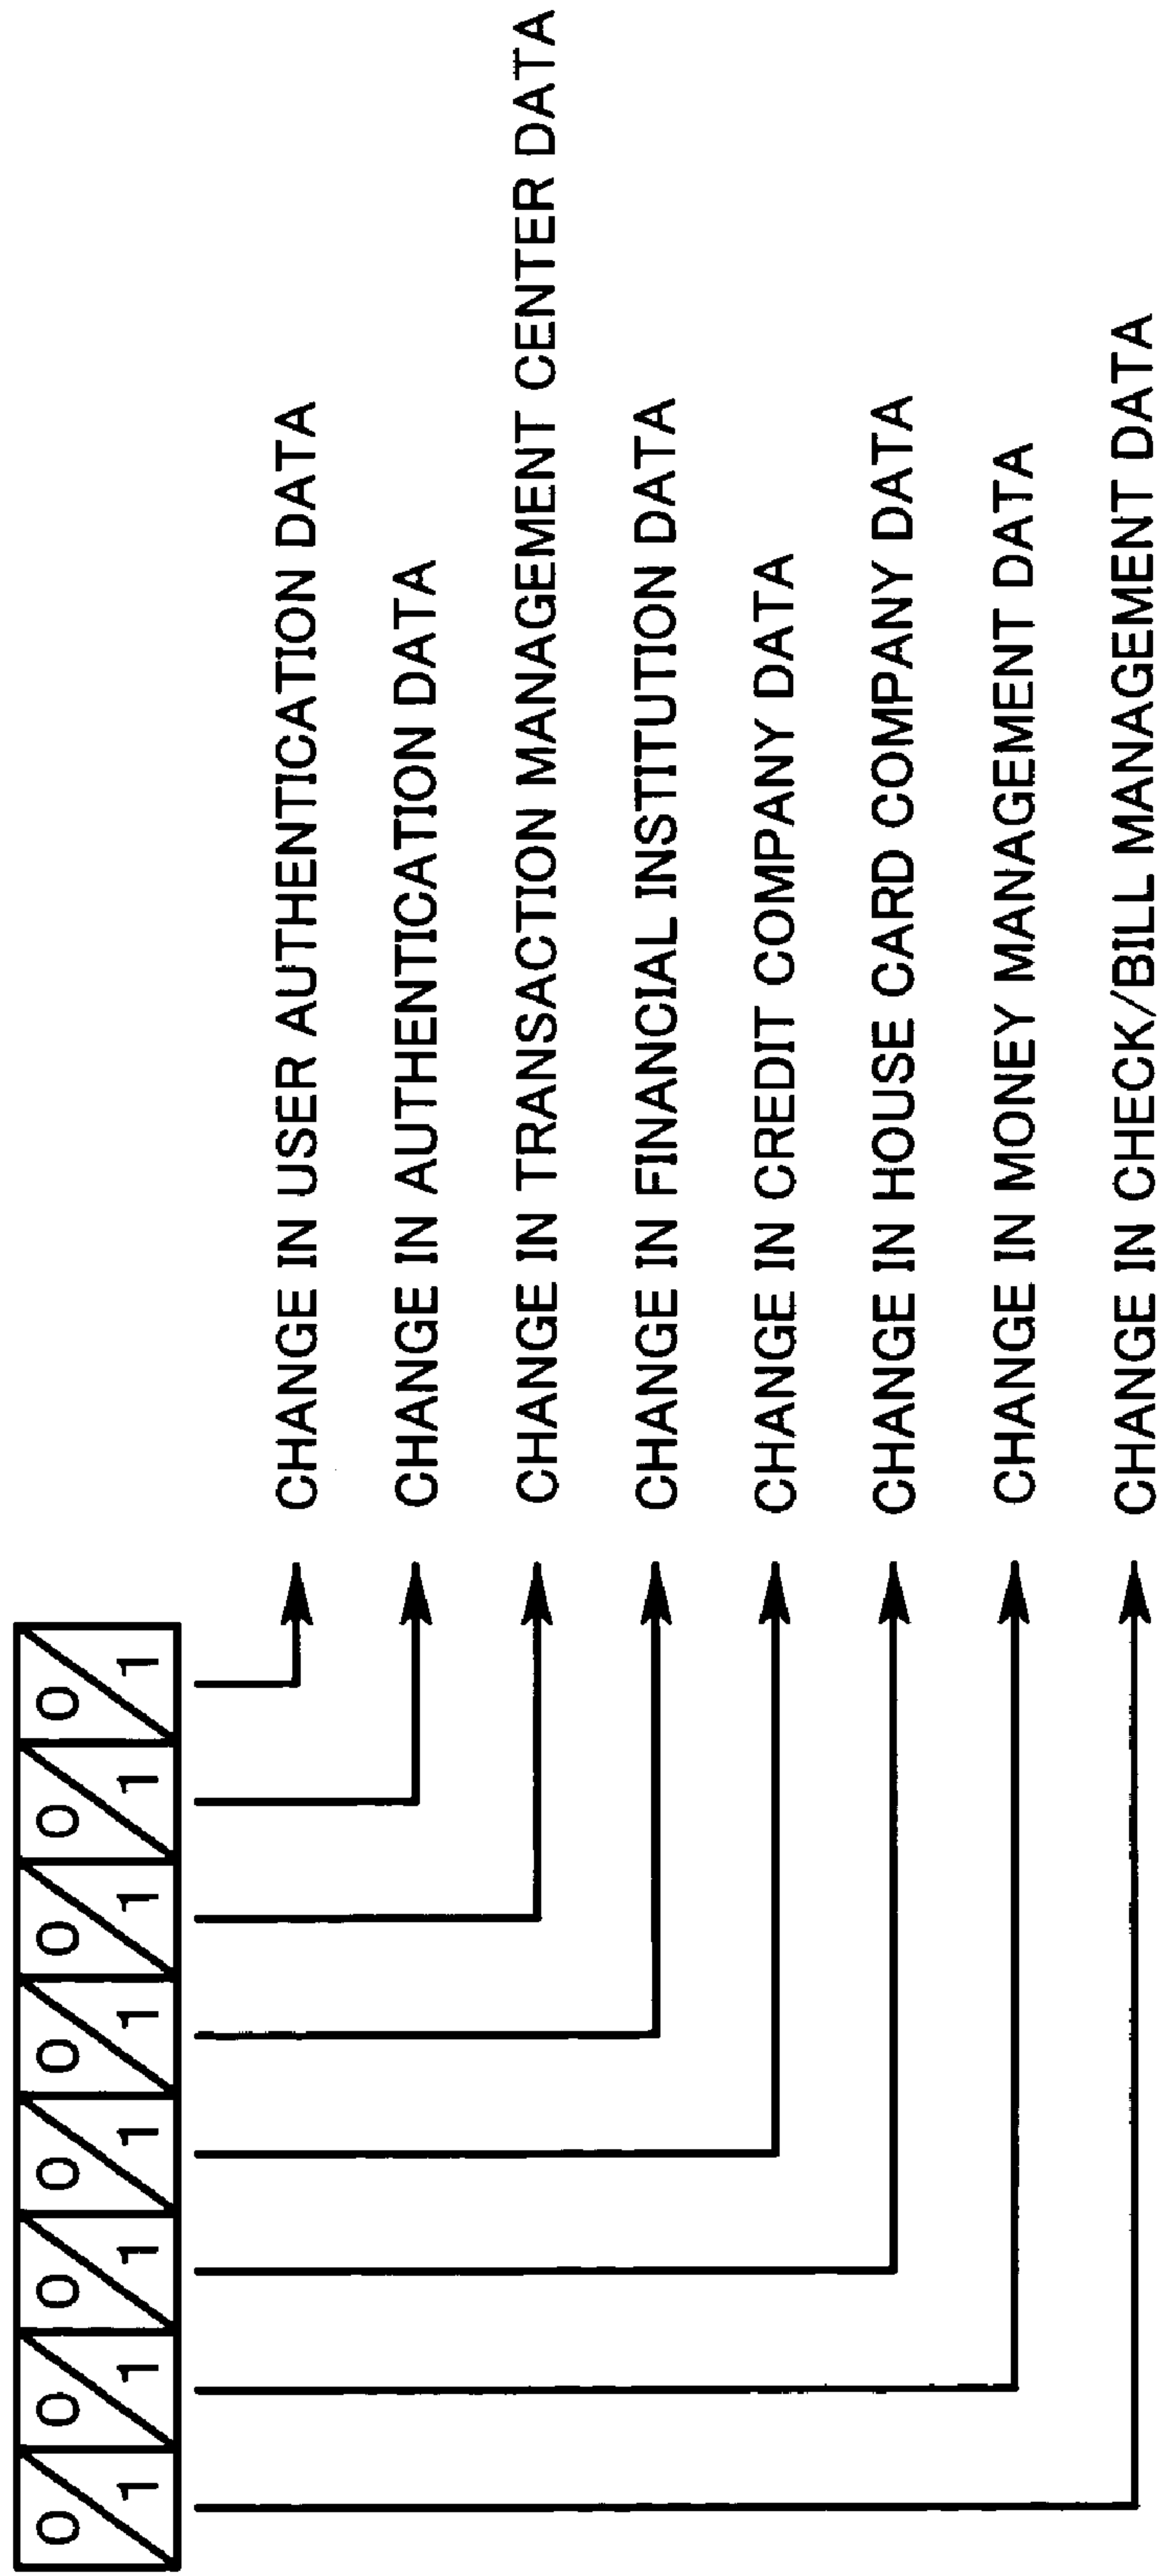 0/1 0/1 0/1 0/1 0/1 0/1 0/1 0/1
CHANGE IN USER AUTHENTICATION DATA
CHANGE IN AUTHENTICATION DATA
CHANGE IN TRANSACTION MANAGEMENT CENTER DATA
CHANGE IN FINANCIAL INSTITUTION DATA
CHANGE IN CREDIT COMPANY DATA
CHANGE IN HOUSE CARD COMPANY DATA
CHANGE IN MONEY MANAGEMENT DATA
CHANGE IN CHECK/BILL MANAGEMENT DATA